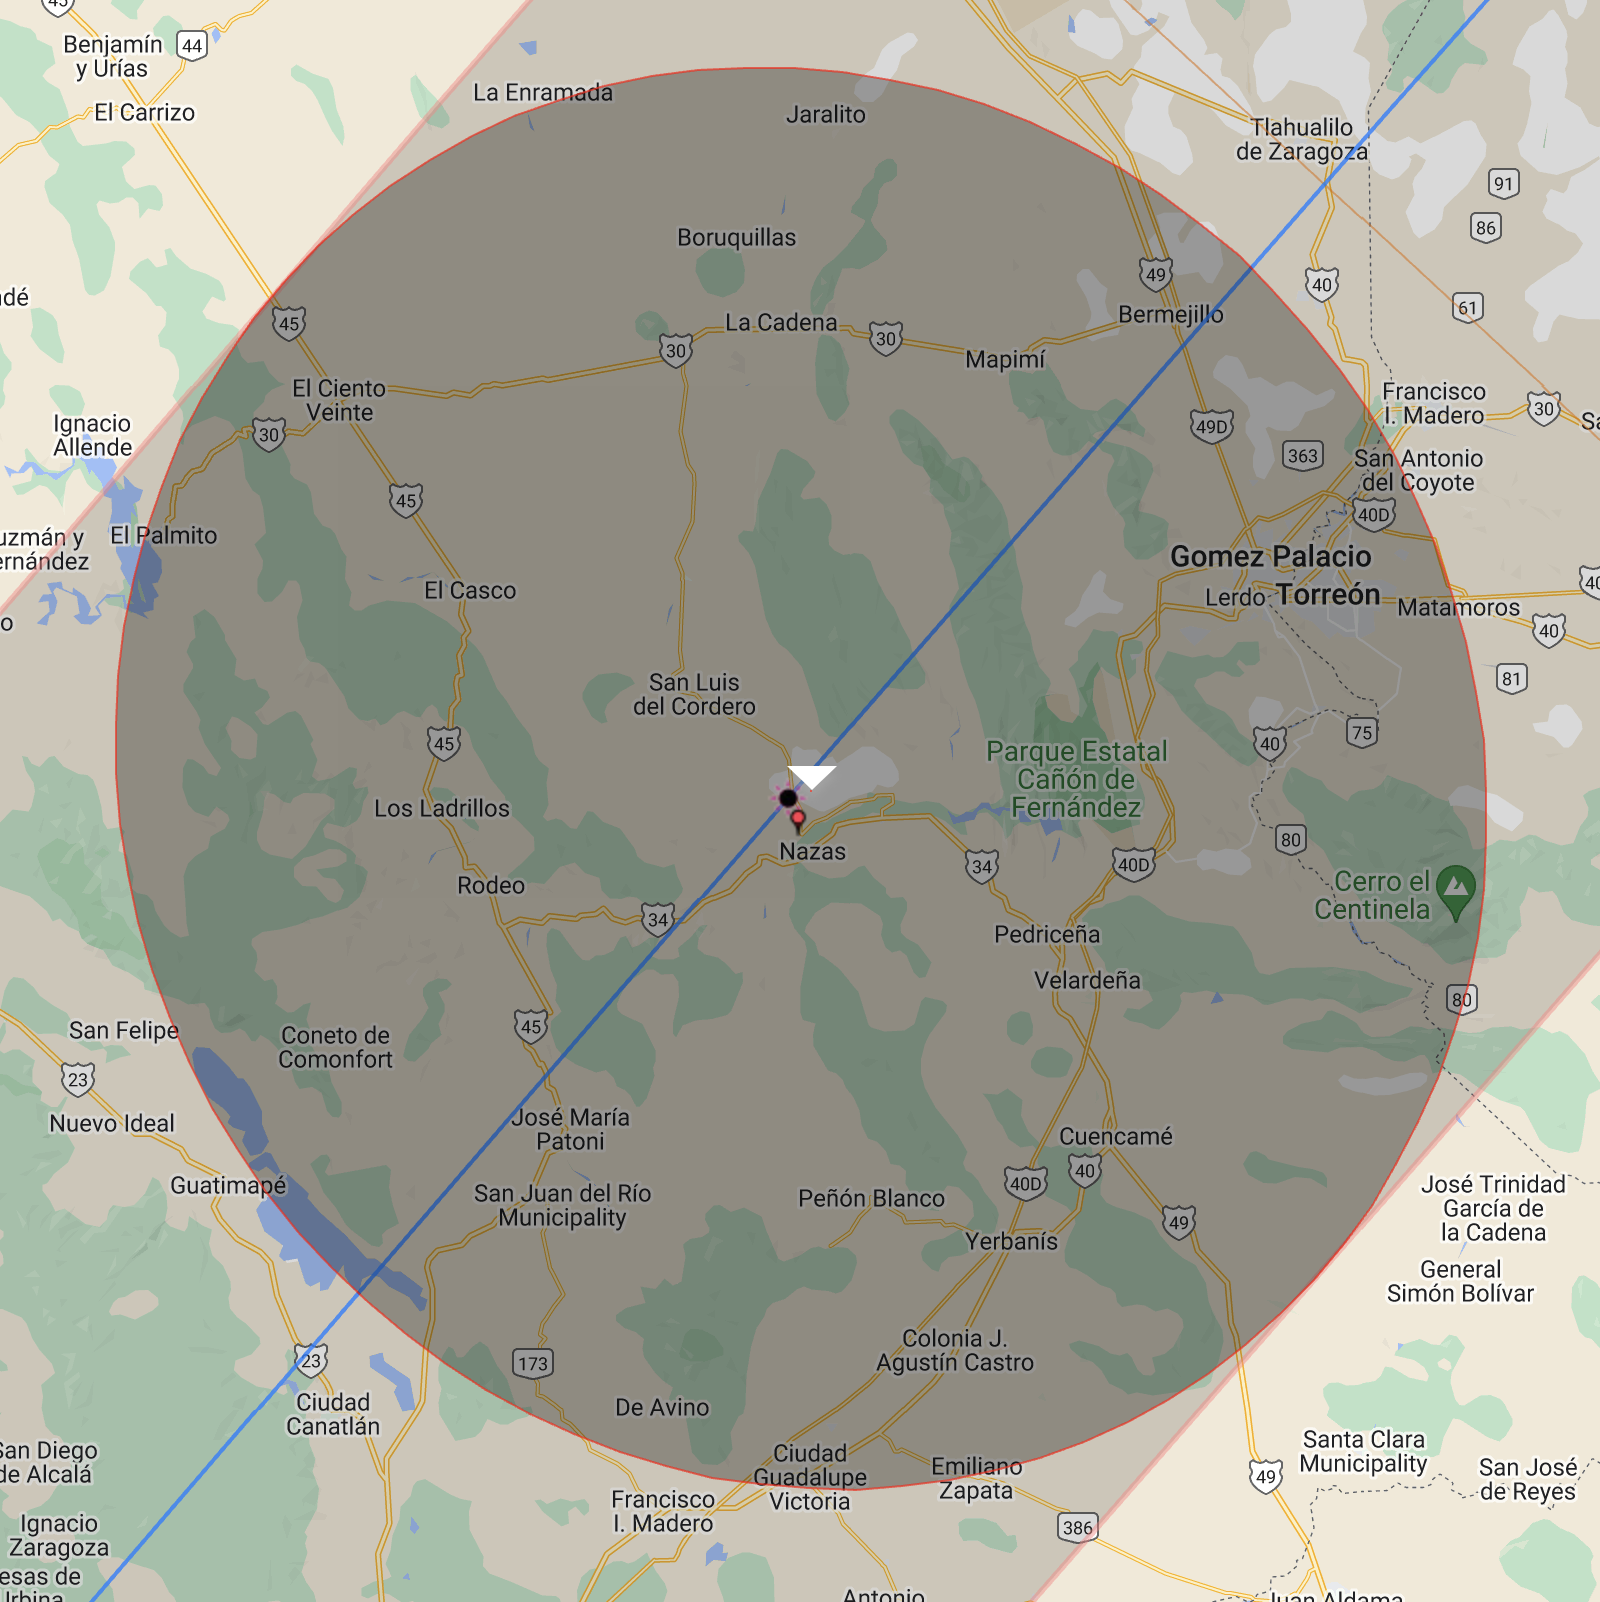 45
Benjamín
y Urías
44
El Carrizo
La Enramada
Jaralito
Tlahualilo
de Zaragoza
91
86
Boruquillas
49
40
61
45
La Cadena
30
30
Bermejillo
Mapimí
El Ciento
Veinte
Francisco
I. Madero
30
Ignacio
Allende
30
49D
363
San Antonio
del Coyote
45
40D
El Palmito
Gomez Palacio
El Casco
Lerdo
Torreón
Matamoros
40
40
81
San Luis
del Cordero
45
40
75
Parque Estatal
Cañón de
Fernández
Los Ladrillos
80
Nazas
34
40D
Rodeo
Cerro el
Centinela
34
Pedriceña
Velardeña
80
San Felipe
45
Coneto de
Comonfort
23
Nuevo Ideal
José María
Patoni
Cuencamé
40D
40
Guatimapé
San Juan del Río
Municipality
Peñón Blanco
José Trinidad
García de
la Cadena
49
Yerbanís
General
Simón Bolívar
23
173
Colonia J.
Agustín Castro
Ciudad
Canatlán
De Avino
San Diego
de Alcalá
Ciudad
Guadalupe
Victoria
Emiliano
Zapata
49
Santa Clara
Municipality
San José
de Reyes
Francisco
I. Madero
386
Ignacio
Zaragoza
Antonio
Juan Aldama